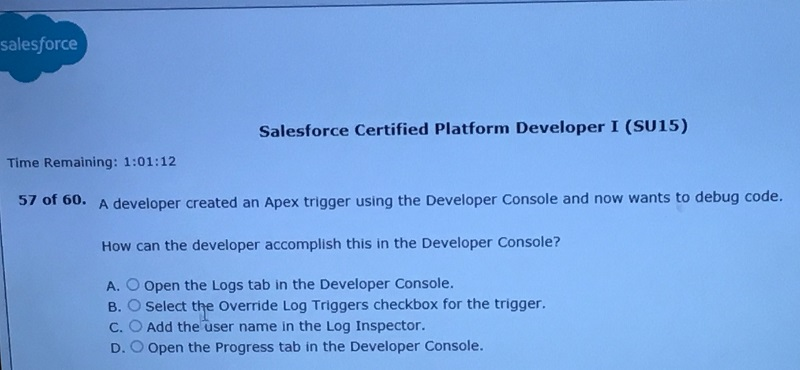 salesforce
Salesforce Certified Platform Developer I (SU15)
Time Remaining: 1:01:12
57 of 60. A developer created an Apex trigger using the Developer Console and now wants to debug code.
How can the developer accomplish this in the Developer Console?
A. Open the Logs tab in the Developer Console.
B. Select the Override Log Triggers checkbox for the trigger.
C. Add the user name in the Log Inspector.
D. Open the Progress tab in the Developer Console.